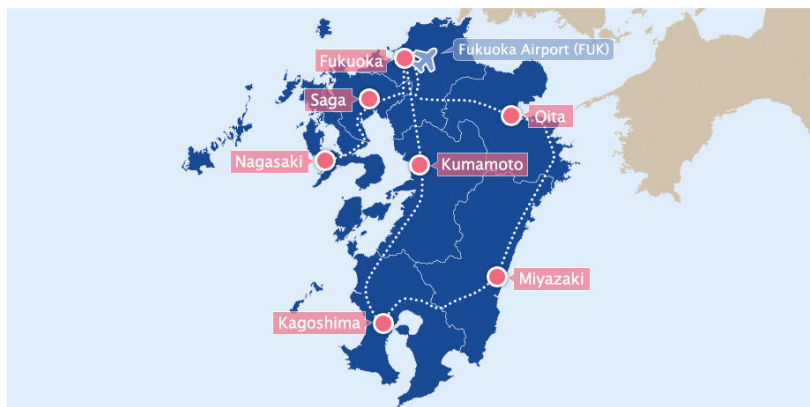 Fukuoka
Fukuoka Airport (FUK)
Saga
Oita
Nagasaki
Kumamoto
Miyazaki
Kagoshima